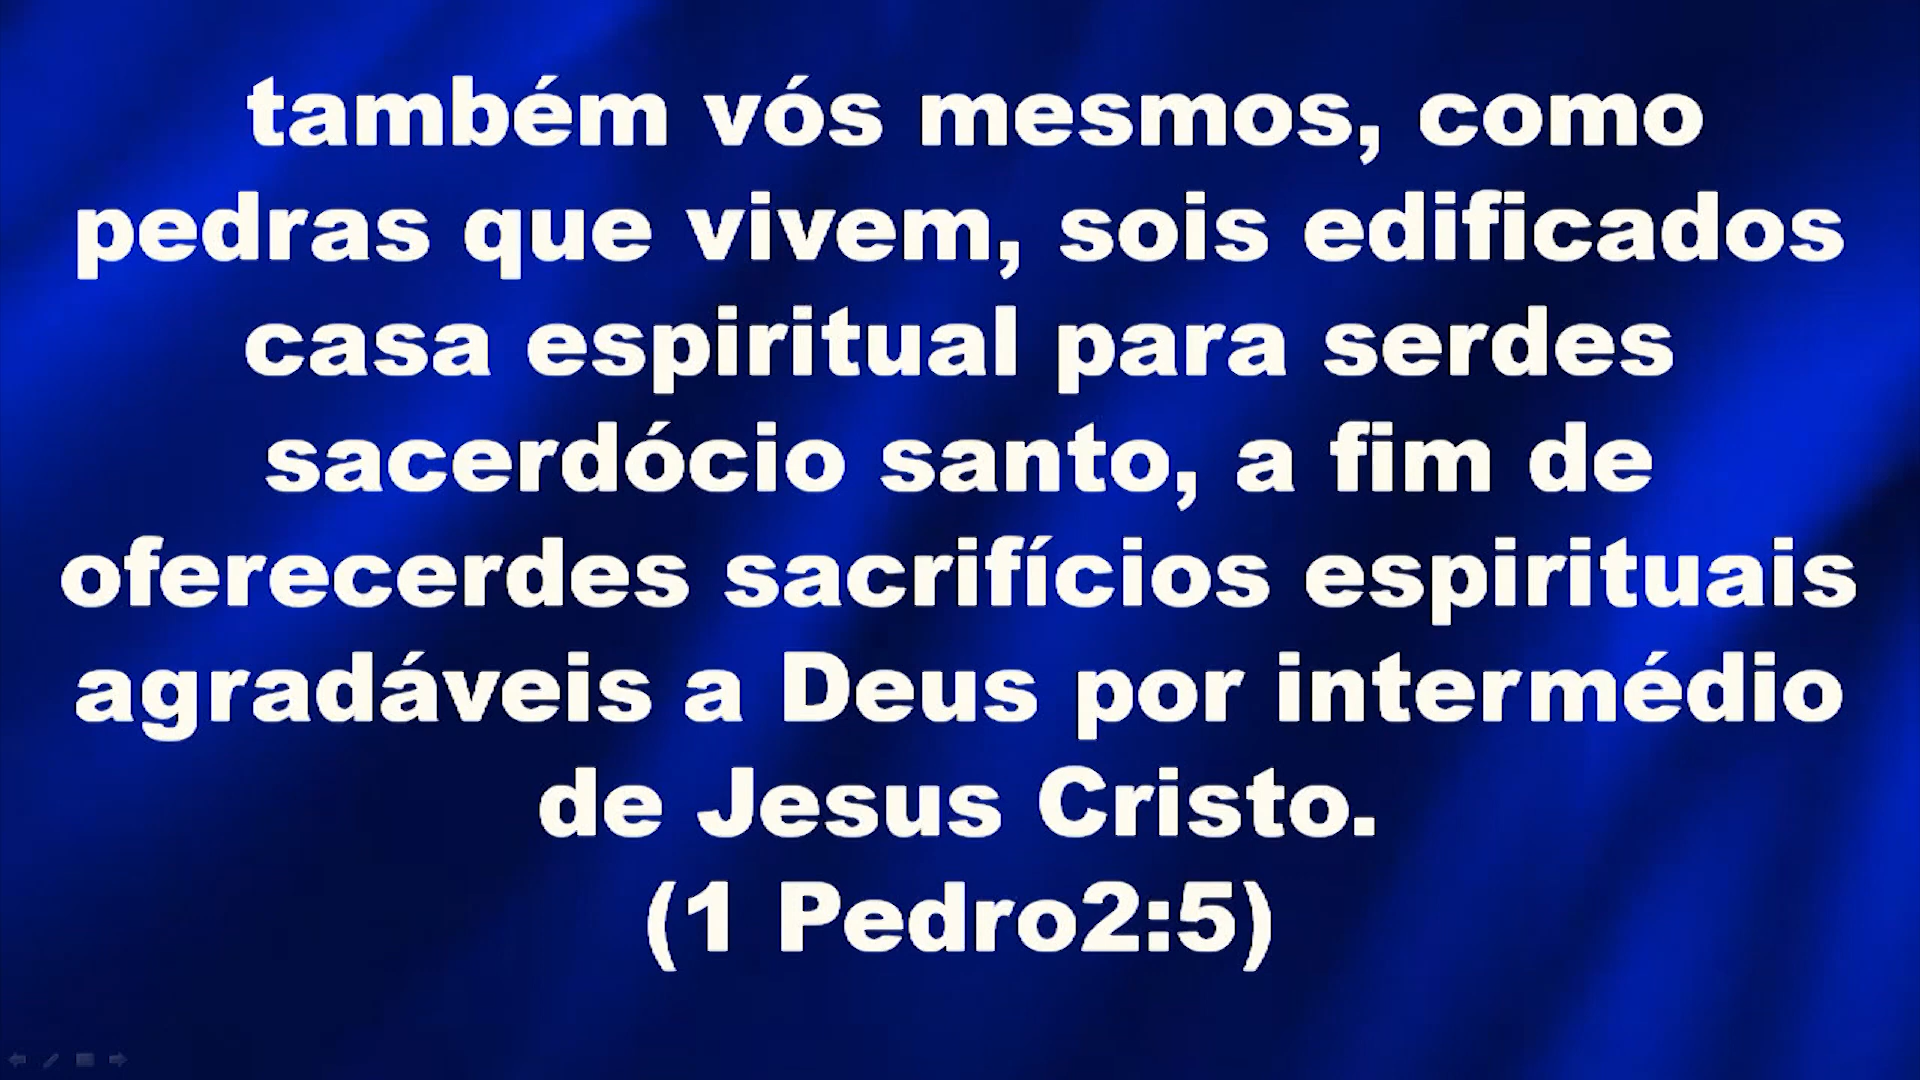 também vós mesmos, como
pedras que vivem, sois edificados
casa espiritual para serdes
sacerdócio santo, a fim de
oferecerdes sacrifícios espirituais
agradáveis a Deus por intermédio
de Jesus Cristo.
(1 Pedro2:5)